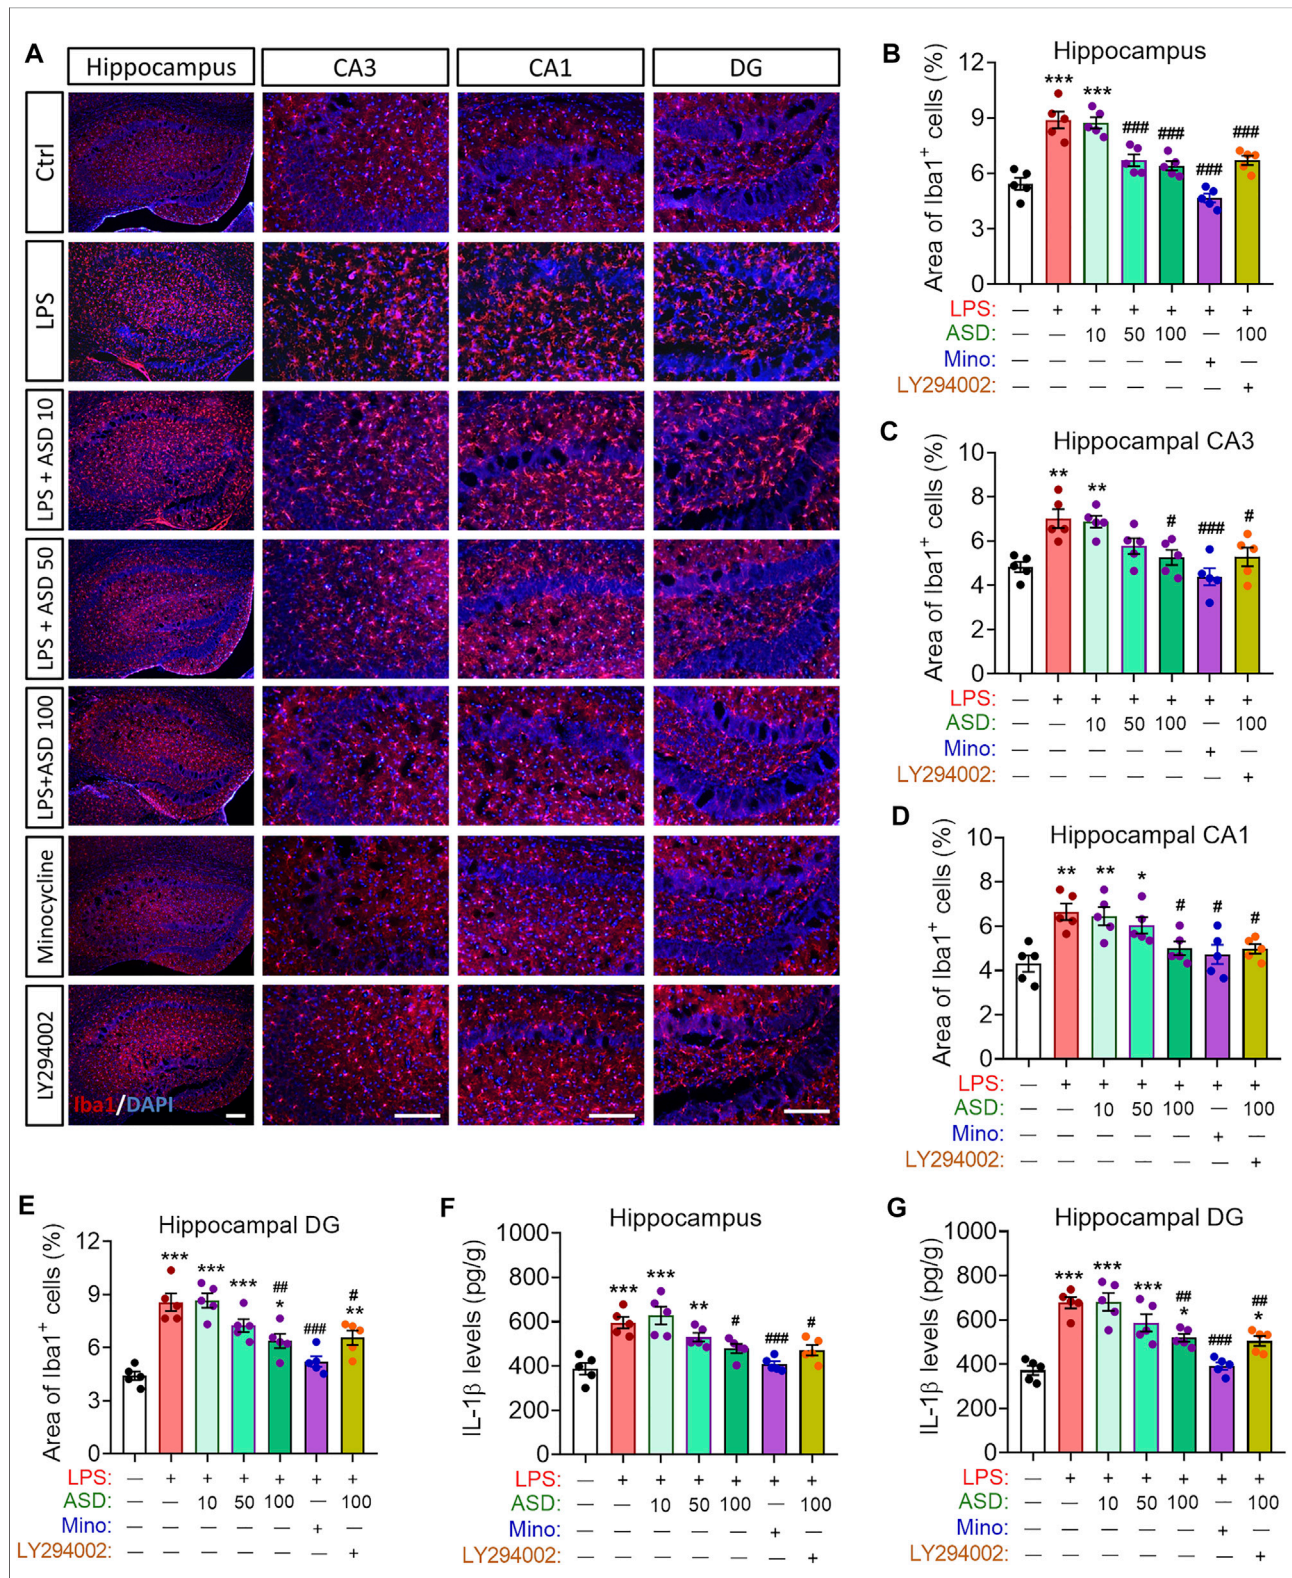 A
Hippocampus CA3 CA1 DG
Ctrl
LPS
LPS + ASD 10
LPS + ASD 50
LPS+ASD 100
Minocycline
LY294002
Iba1/DAPI
B
Hippocampus
Area of Iba1⁺ cells (%)
12
9
6
3
0
*** *** ### ### ### ###
LPS: — + + + + + +
ASD: — — 10 50 100 — 100
Mino: — — — — — + —
LY294002: — — — — — — +
C
Hippocampal CA3
Area of Iba1⁺ cells (%)
10
8
6
4
2
0
** ** # ### #
LPS: — + + + + + +
ASD: — — 10 50 100 — 100
Mino: — — — — — + —
LY294002: — — — — — — +
D
Hippocampal CA1
Area of Iba1⁺ cells (%)
10
8
6
4
2
0
** ** * # # #
LPS: — + + + + + +
ASD: — — 10 50 100 — 100
Mino: — — — — — + —
LY294002: — — — — — — +
E
Hippocampal DG
Area of Iba1⁺ cells (%)
12
9
6
3
0
*** *** *** ## * ### # **
LPS: — + + + + + +
ASD: — — 10 50 100 — 100
Mino: — — — — — + —
LY294002: — — — — — — +
F
Hippocampus
IL-1β levels (pg/g)
1000
800
600
400
200
0
*** *** ** # ### #
LPS: — + + + + + +
ASD: — — 10 50 100 — 100
Mino: — — — — — + —
LY294002: — — — — — — +
G
Hippocampal DG
IL-1β levels (pg/g)
1000
800
600
400
200
0
*** *** *** ## * ### ## *
LPS: — + + + + + +
ASD: — — 10 50 100 — 100
Mino: — — — — — + —
LY294002: — — — — — — +